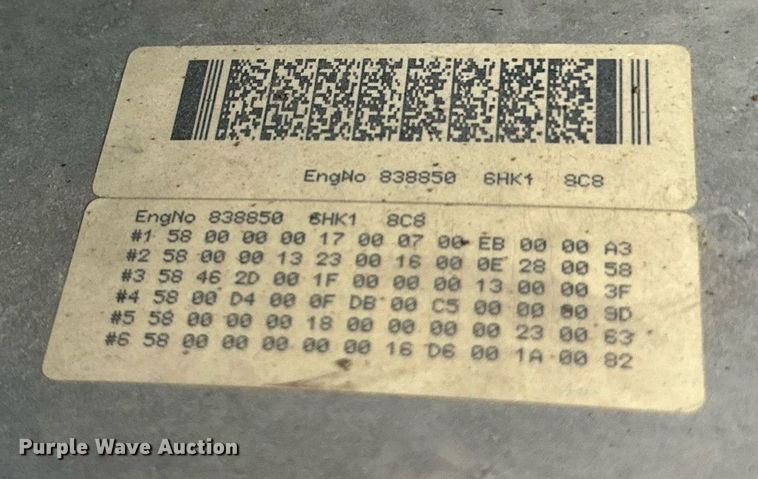 EngNo 838850 6HK1 8C8
EngNo 838850 6HK1 8C8
#1 58 00 00 00 17 00 07 00 EB 00 00 A3
#2 58 00 00 13 23 00 16 00 0E 28 00 58
#3 58 46 2D 00 1F 00 00 00 13 00 00 3F
#4 58 00 D4 00 0F DB 00 C5 00 00 00 9D
#5 58 00 00 00 18 00 00 00 00 23 00 63
#6 58 00 00 00 00 00 16 D6 00 1A 00 82
Purple Wave Auction